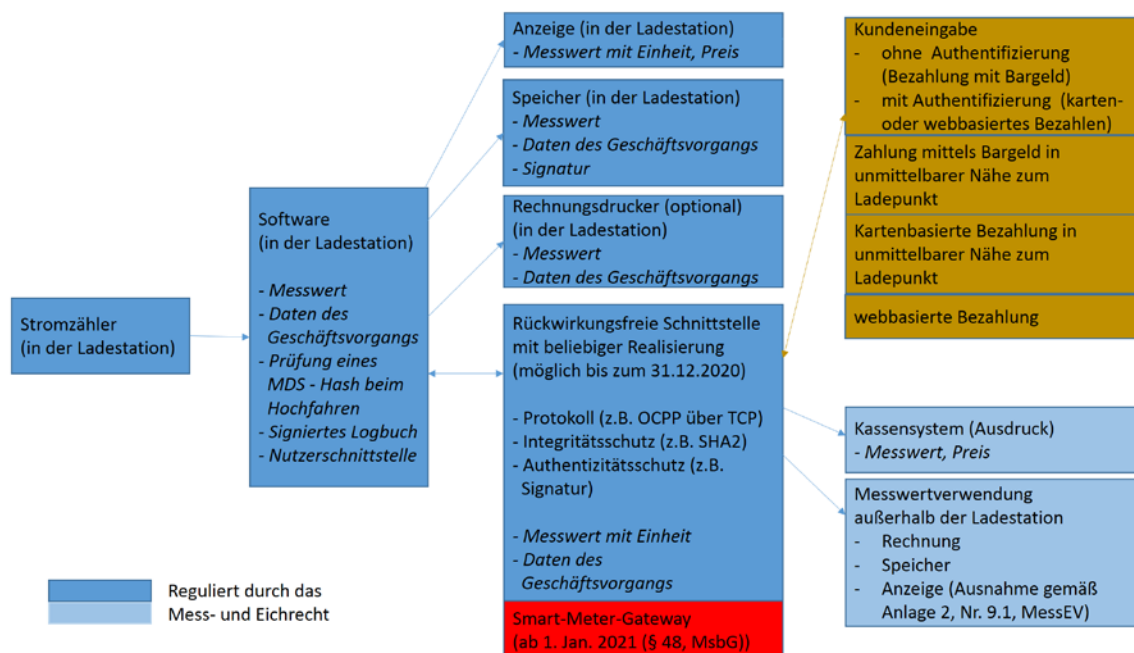 Stromzähler
(in der Ladestation)
Software
(in der Ladestation)
- Messwert
- Daten des
Geschäftsvorgangs
- Prüfung eines
MDS - Hash beim
Hochfahren
- Signiertes Logbuch
- Nutzerschnittstelle
Anzeige (in der Ladestation)
- Messwert mit Einheit, Preis
Speicher (in der Ladestation)
- Messwert
- Daten des Geschäftsvorgangs
- Signatur
Rechnungsdrucker (optional)
(in der Ladestation)
- Messwert
- Daten des Geschäftsvorgangs
Rückwirkungsfreie Schnittstelle
mit beliebiger Realisierung
(möglich bis zum 31.12.2020)
- Protokoll (z.B. OCPP über TCP)
- Integritätsschutz (z.B. SHA2)
- Authentizitätsschutz (z.B.
Signatur)
- Messwert mit Einheit
- Daten des
Geschäftsvorgangs
Smart-Meter-Gateway
(ab 1. Jan. 2021 (§ 48, MsbG))
Kundeneingabe
- ohne Authentifizierung
(Bezahlung mit Bargeld)
- mit Authentifizierung (karten-
oder webbasiertes Bezahlen)
Zahlung mittels Bargeld in
unmittelbarer Nähe zum
Ladepunkt
Kartenbasierte Bezahlung in
unmittelbarer Nähe zum
Ladepunkt
webbasierte Bezahlung
Kassensystem (Ausdruck)
- Messwert, Preis
Messwertverwendung
außerhalb der Ladestation
- Rechnung
- Speicher
- Anzeige (Ausnahme gemäß
Anlage 2, Nr. 9.1, MessEV)
Reguliert durch das
Mess- und Eichrecht